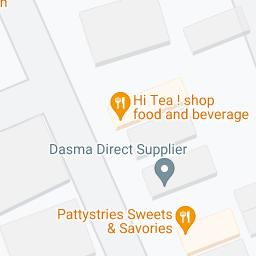 n
Hi Tea ! shop
food and beverage
Dasma Direct Supplier
Pattystries Sweets
& Savories